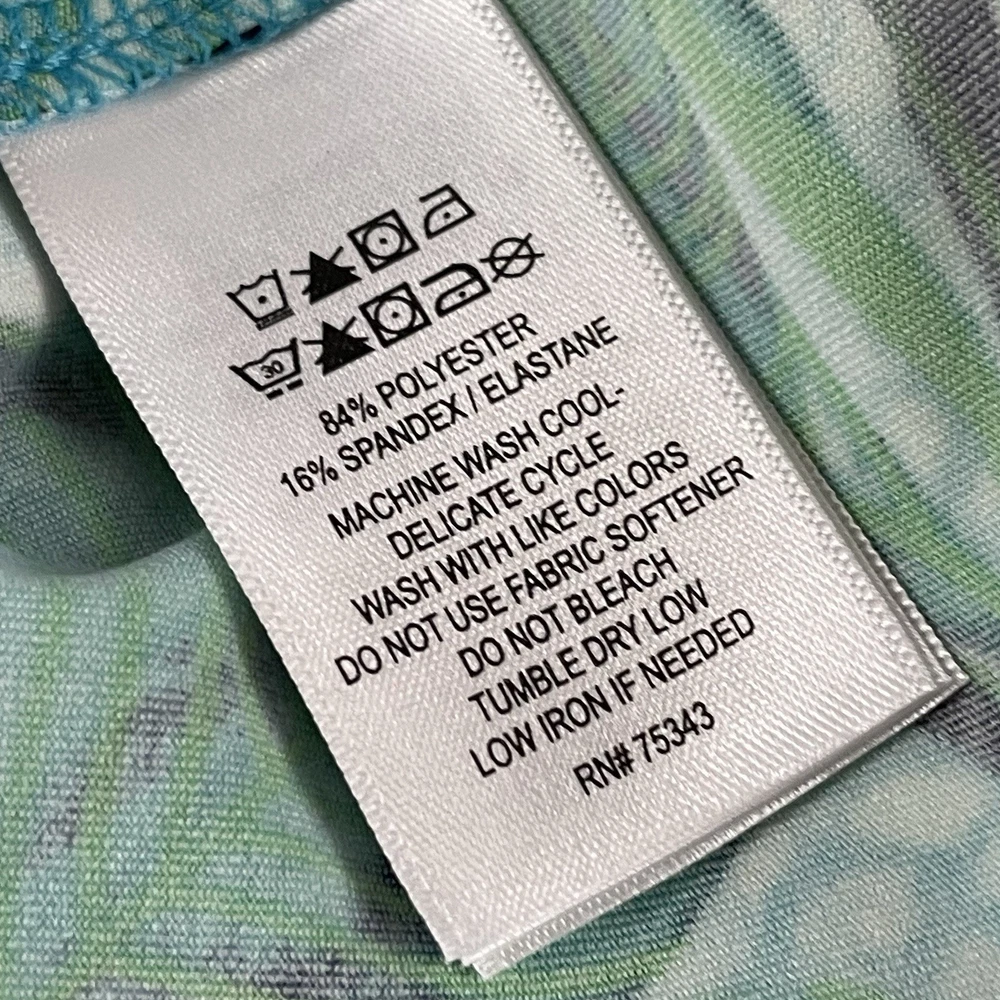 30
84% POLYESTER
16% SPANDEX / ELASTANE
MACHINE WASH COOL-
DELICATE CYCLE
WASH WITH LIKE COLORS
DO NOT USE FABRIC SOFTENER
DO NOT BLEACH
TUMBLE DRY LOW
LOW IRON IF NEEDED
RN# 75343